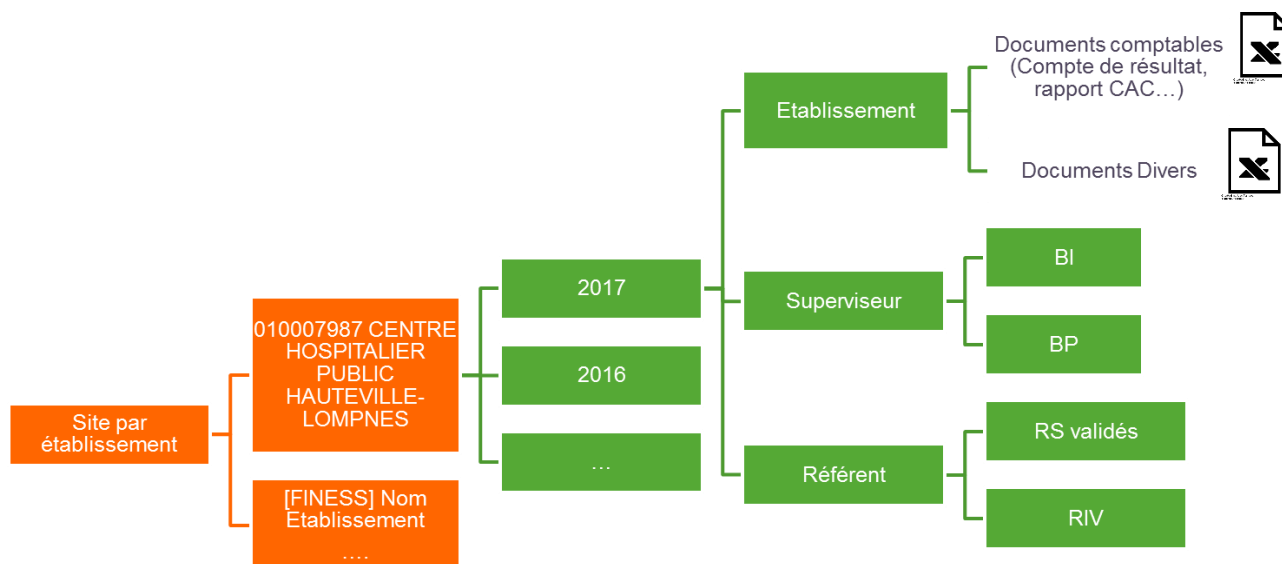 Documents comptables
(Compte de résultat,
rapport CAC…)
Etablissement
Documents Divers
BI
2017
Superviseur
010007987 CENTRE
HOSPITALIER
PUBLIC
HAUTEVILLE-
LOMPNES
BP
2016
Site par
établissement
RS validés
…
Référent
[FINESS] Nom
Etablissement
….
RIV